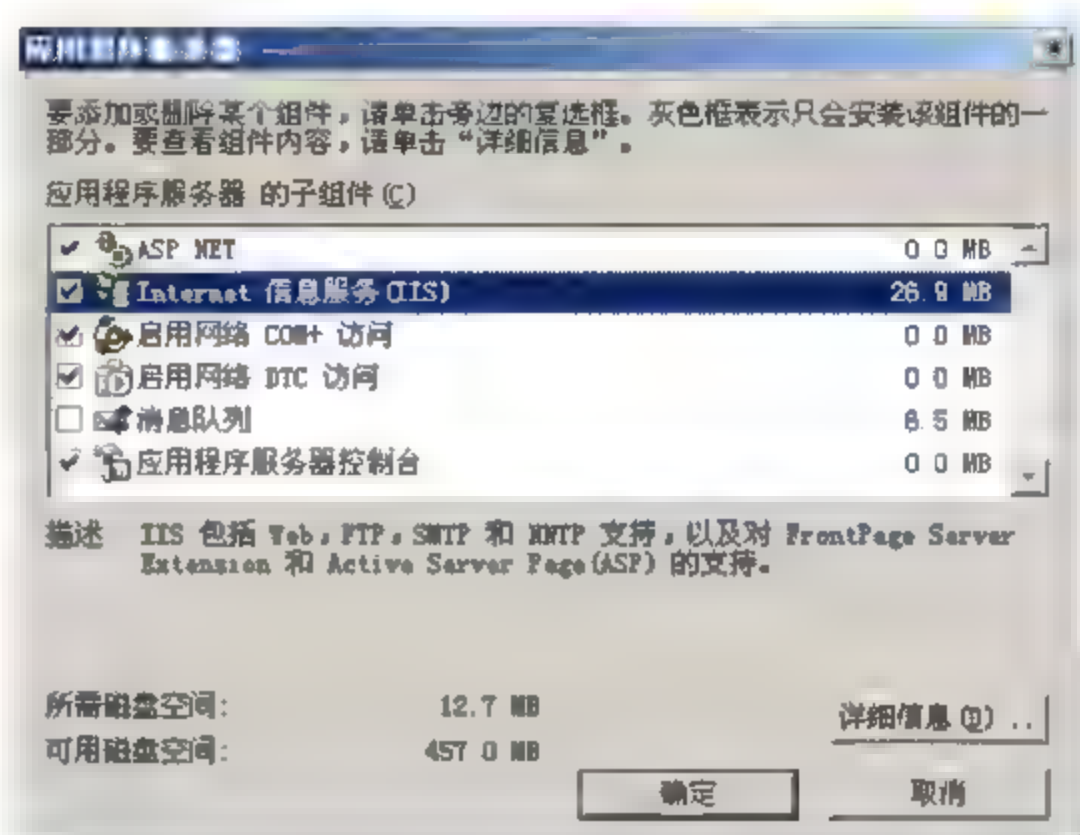 应用程序服务器
要添加或删除某个组件，请单击旁边的复选框。灰色框表示只会安装该组件的一
部分。要查看组件内容，请单击“详细信息”。
应用程序服务器 的子组件(C)
ASP NET 0 0 MB
Internet 信息服务(IIS) 26.9 MB
启用网络 COM+ 访问 0 0 MB
启用网络 DTC 访问 0 0 MB
消息队列 6.5 MB
应用程序服务器控制台 0 0 MB
描述 IIS 包括 Web，FTP，SMTP 和 NNTP 支持，以及对 FrontPage Server
Extension 和 Active Server Page(ASP) 的支持。
所需磁盘空间: 12.7 MB
可用磁盘空间: 457 0 MB
详细信息(D)..
确定 取消